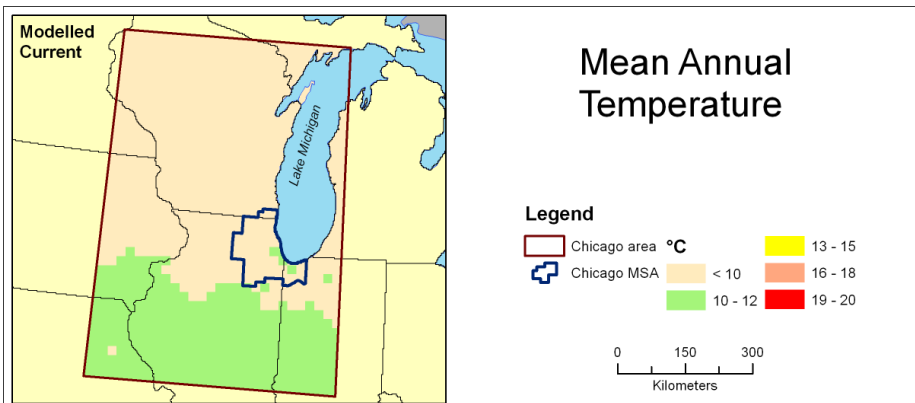 Modelled
Current
Lake Michigan
Mean Annual
Temperature
Legend
Chicago area
°C
13 - 15
Chicago MSA
< 10
16 - 18
10 - 12
19 - 20
0 150 300
Kilometers